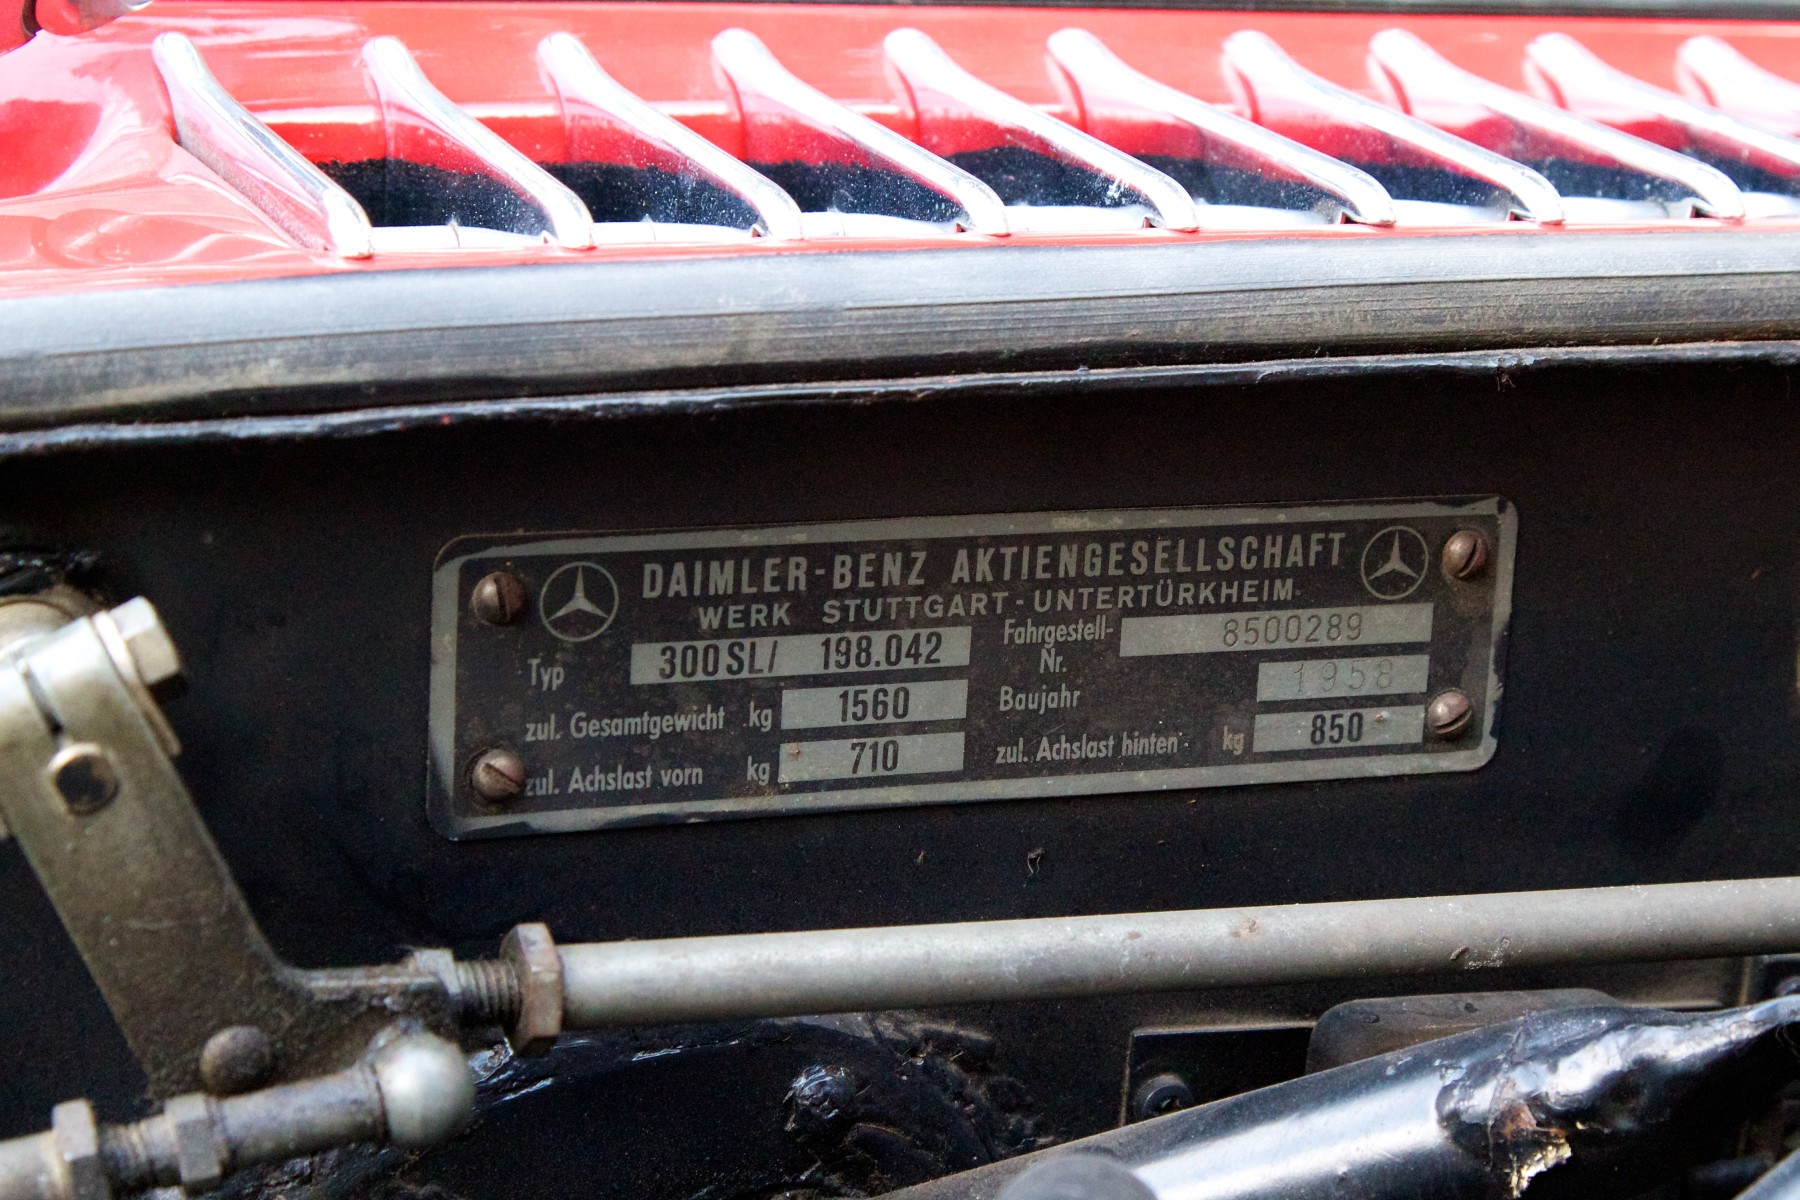 DAIMLER-BENZ AKTIENGESELLSCHAFT
WERK STUTTGART-UNTERTÜRKHEIM
Typ 300SL/ 198.042 Fahrgestell-Nr. 8500289
zul. Gesamtgewicht kg 1560 Baujahr 1958
zul. Achslast vorn kg 710 zul. Achslast hinten kg 850